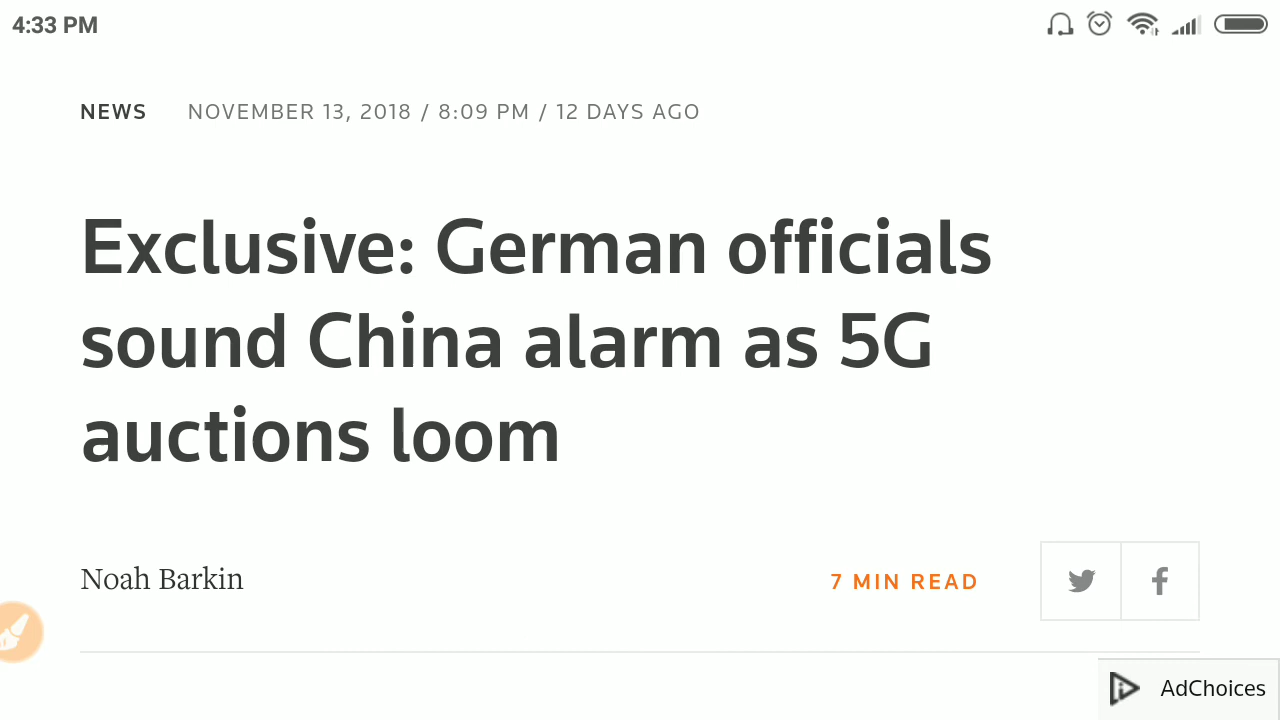 4:33 PM
NEWS NOVEMBER 13, 2018 / 8:09 PM / 12 DAYS AGO
Exclusive: German officials
sound China alarm as 5G
auctions loom
Noah Barkin 7 MIN READ
AdChoices